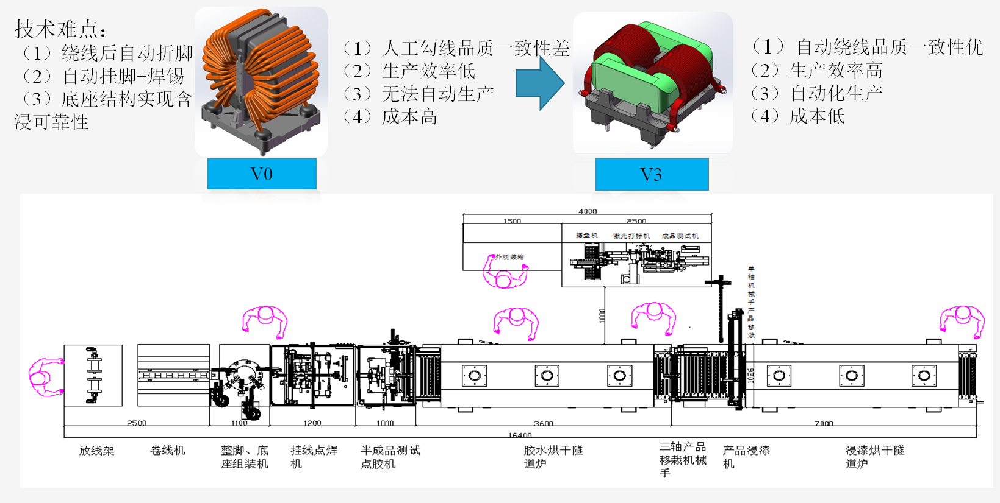 技术难点：
（1）绕线后自动折脚
（2）自动挂脚+焊锡
（3）底座结构实现含
浸可靠性
V0
（1）人工勾线品质一致性差
（2）生产效率低
（3）无法自动生产
（4）成本高
V3
（1）自动绕线品质一致性优
（2）生产效率高
（3）自动化生产
（4）成本低
4000
1500
2500
摆盘机
激光打标机
成品测试机
外观装箱
单轴机械手产品移栽
1000
1026
2500
1100
1200
1000
3600
7000
16400
放线架
卷线机
整脚、底
座组装机
挂线点焊
机
半成品测试
点胶机
胶水烘干隧
道炉
三轴产品
移栽机械
手
产品浸漆
机
浸漆烘干隧
道炉